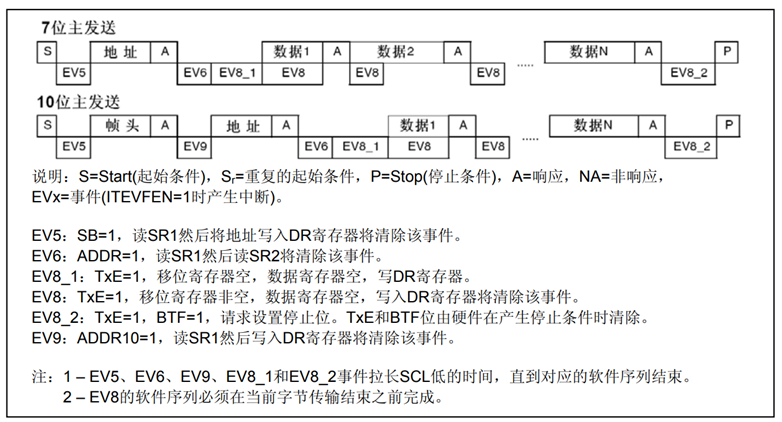 7位主发送
S 地址 A 数据1 A 数据2 A ..... 数据N A P
EV5 EV6 EV8_1 EV8 EV8 EV8 EV8_2
10位主发送
S 帧头 A 地址 A 数据1 A ..... 数据N A P
EV5 EV9 EV6 EV8_1 EV8 EV8 EV8_2
说明：S=Start(起始条件)，Sr=重复的起始条件，P=Stop(停止条件)，A=响应，NA=非响应，
EVx=事件(ITEVFEN=1时产生中断)。
EV5：SB=1，读SR1然后将地址写入DR寄存器将清除该事件。
EV6：ADDR=1，读SR1然后读SR2将清除该事件。
EV8_1：TxE=1，移位寄存器空，数据寄存器空，写DR寄存器。
EV8：TxE=1，移位寄存器非空，数据寄存器空，写入DR寄存器将清除该事件。
EV8_2：TxE=1，BTF=1，请求设置停止位。TxE和BTF位由硬件在产生停止条件时清除。
EV9：ADDR10=1，读SR1然后写入DR寄存器将清除该事件。
注：1 – EV5、EV6、EV9、EV8_1和EV8_2事件拉长SCL低的时间，直到对应的软件序列结束。
2 – EV8的软件序列必须在当前字节传输结束之前完成。